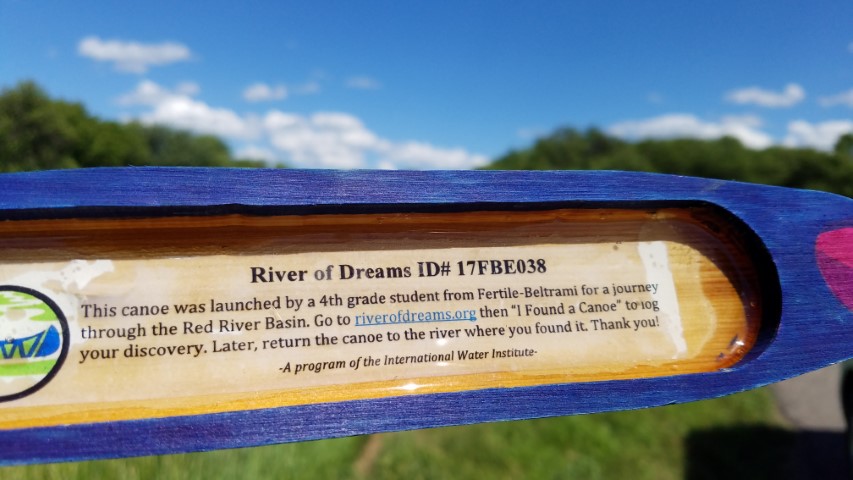 River of Dreams ID# 17FBE038
This canoe was launched by a 4th grade student from Fertile-Beltrami for a journey
through the Red River Basin. Go to riverofdreams.org then “I Found a Canoe” to log
your discovery. Later, return the canoe to the river where you found it. Thank you!
-A program of the International Water Institute-